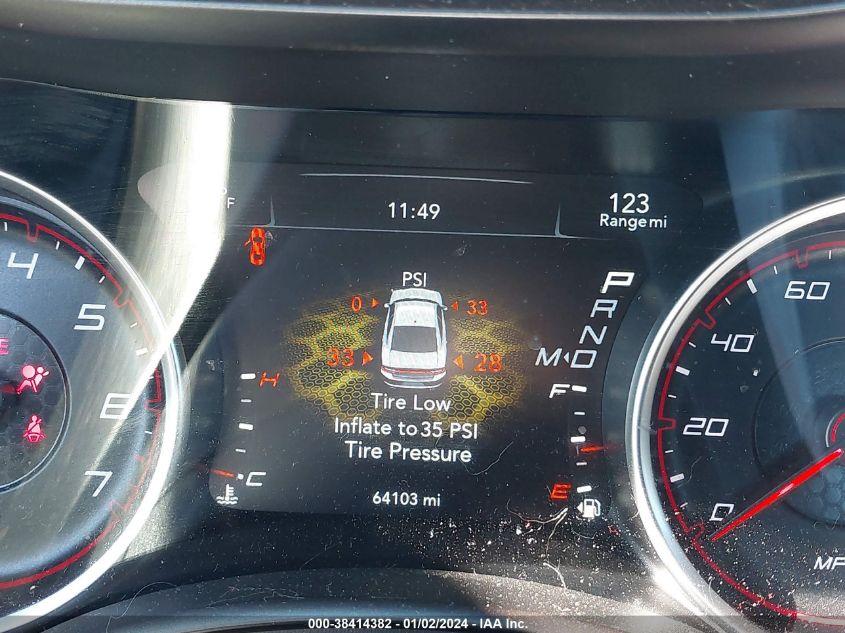 °F
11:49
123
Range mi
PSI
0
33
33
28
Tire Low
Inflate to 35 PSI
Tire Pressure
64103 mi
P
R
N
M
D
H
C
F
E
4
5
6
7
0
20
40
60
000-38414382 - 01/02/2024 - IAA Inc.